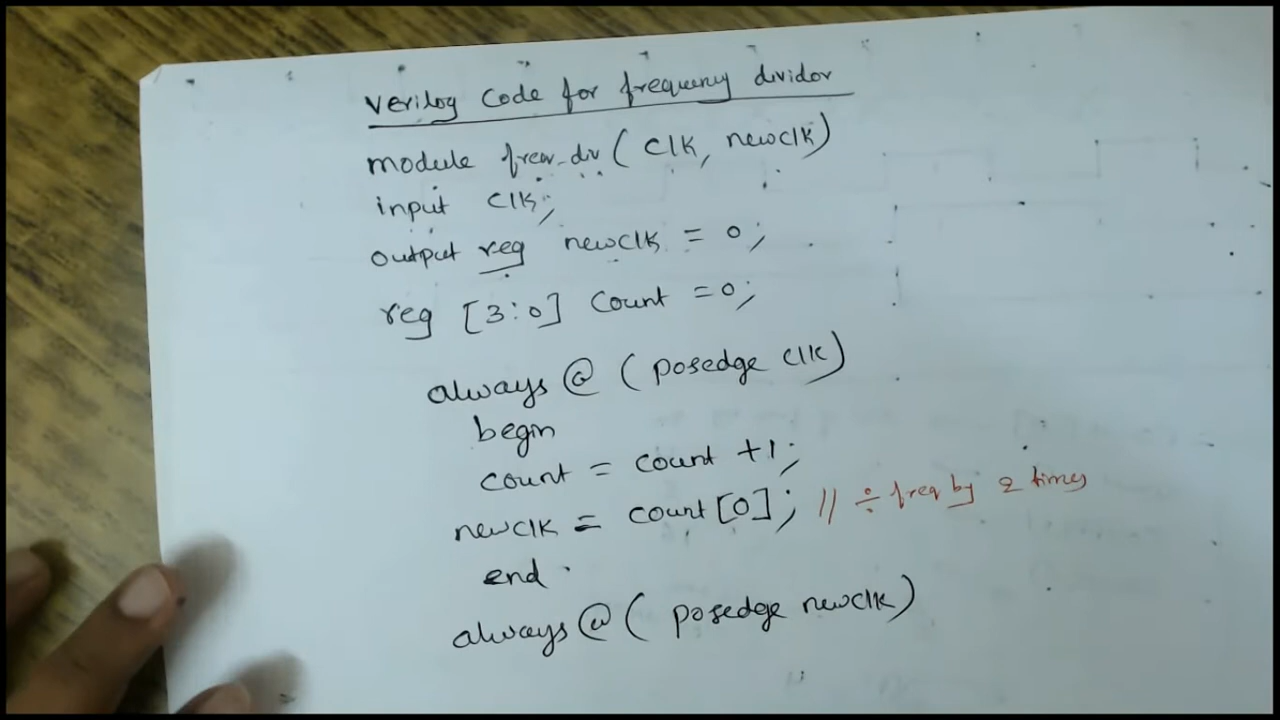 Verilog Code for frequency dividor
module freq_div ( clk, newclk)
input clk;
output reg newclk = 0;
reg [3:0] Count =0;
always @ ( posedge clk)
begin
count = count +1;
newclk = count[0]; // ÷ freq by 2 times
end
always @ ( posedge newclk)